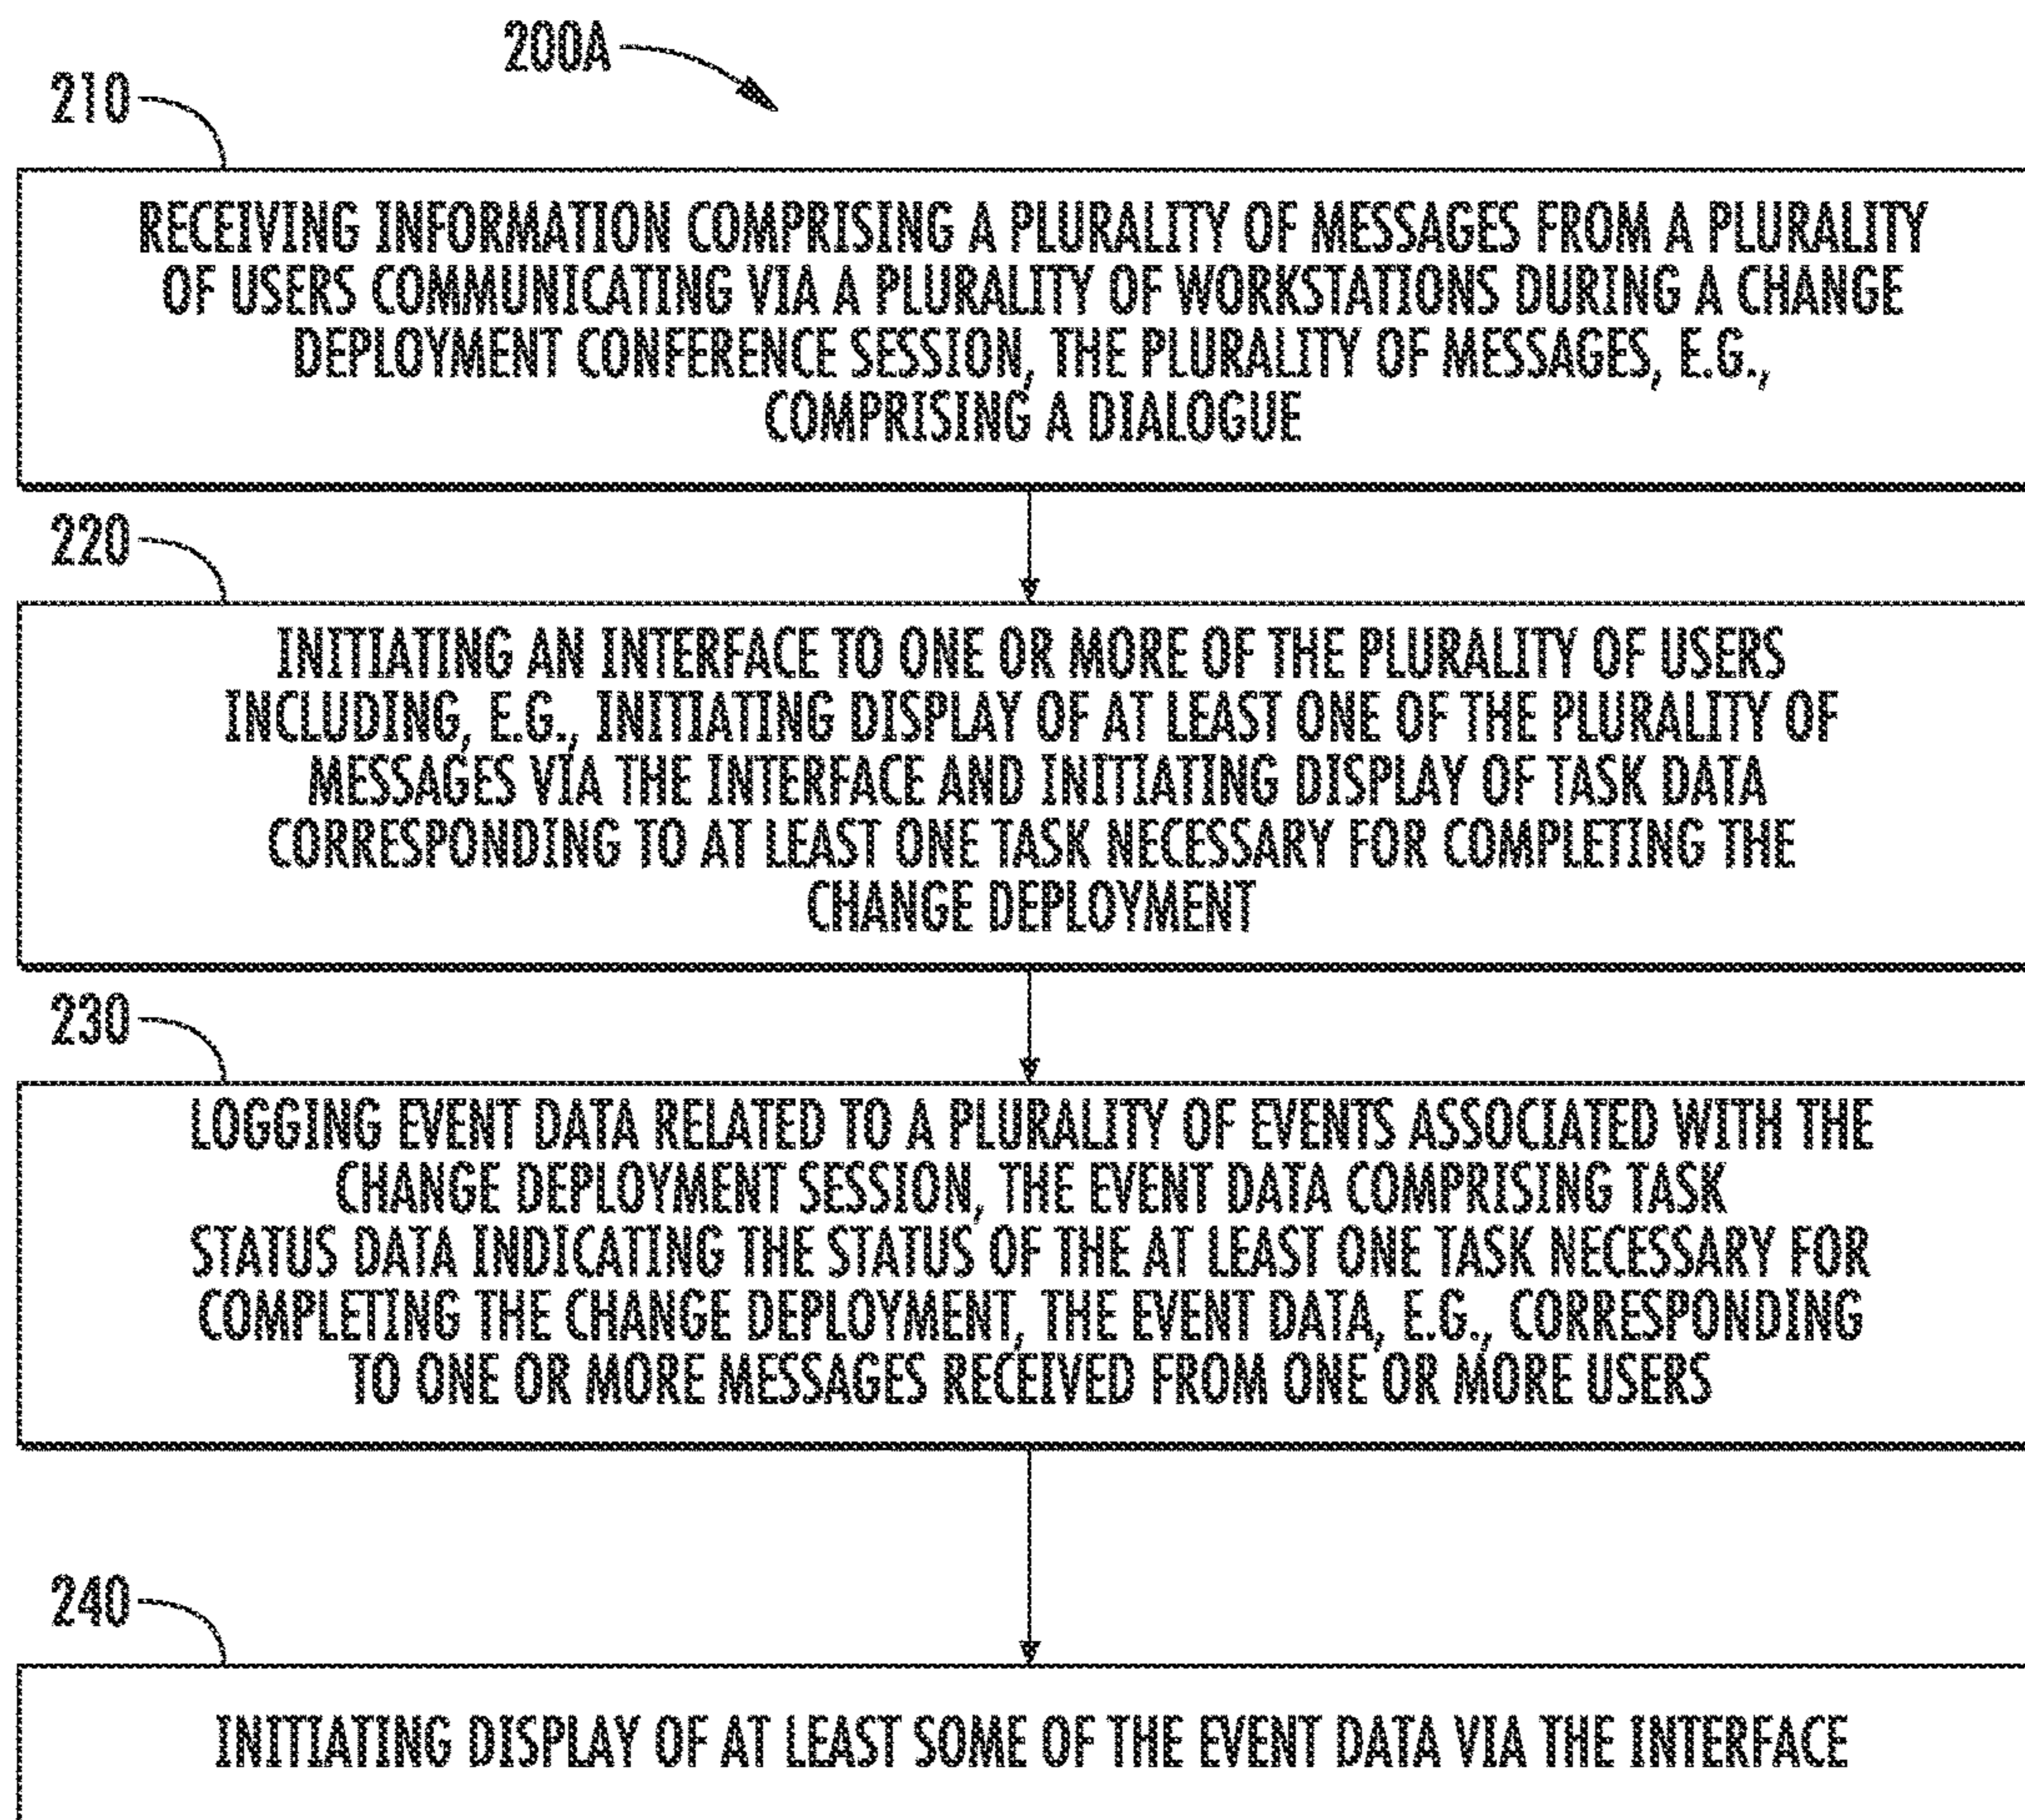 200A
210
RECEIVING INFORMATION COMPRISING A PLURALITY OF MESSAGES FROM A PLURALITY
OF USERS COMMUNICATING VIA A PLURALITY OF WORKSTATIONS DURING A CHANGE
DEPLOYMENT CONFERENCE SESSION, THE PLURALITY OF MESSAGES, E.G.,
COMPRISING A DIALOGUE
220
INITIATING AN INTERFACE TO ONE OR MORE OF THE PLURALITY OF USERS
INCLUDING, E.G., INITIATING DISPLAY OF AT LEAST ONE OF THE PLURALITY OF
MESSAGES VIA THE INTERFACE AND INITIATING DISPLAY OF TASK DATA
CORRESPONDING TO AT LEAST ONE TASK NECESSARY FOR COMPLETING THE
CHANGE DEPLOYMENT
230
LOGGING EVENT DATA RELATED TO A PLURALITY OF EVENTS ASSOCIATED WITH THE
CHANGE DEPLOYMENT SESSION, THE EVENT DATA COMPRISING TASK
STATUS DATA INDICATING THE STATUS OF THE AT LEAST ONE TASK NECESSARY FOR
COMPLETING THE CHANGE DEPLOYMENT, THE EVENT DATA, E.G., CORRESPONDING
TO ONE OR MORE MESSAGES RECEIVED FROM ONE OR MORE USERS
240
INITIATING DISPLAY OF AT LEAST SOME OF THE EVENT DATA VIA THE INTERFACE